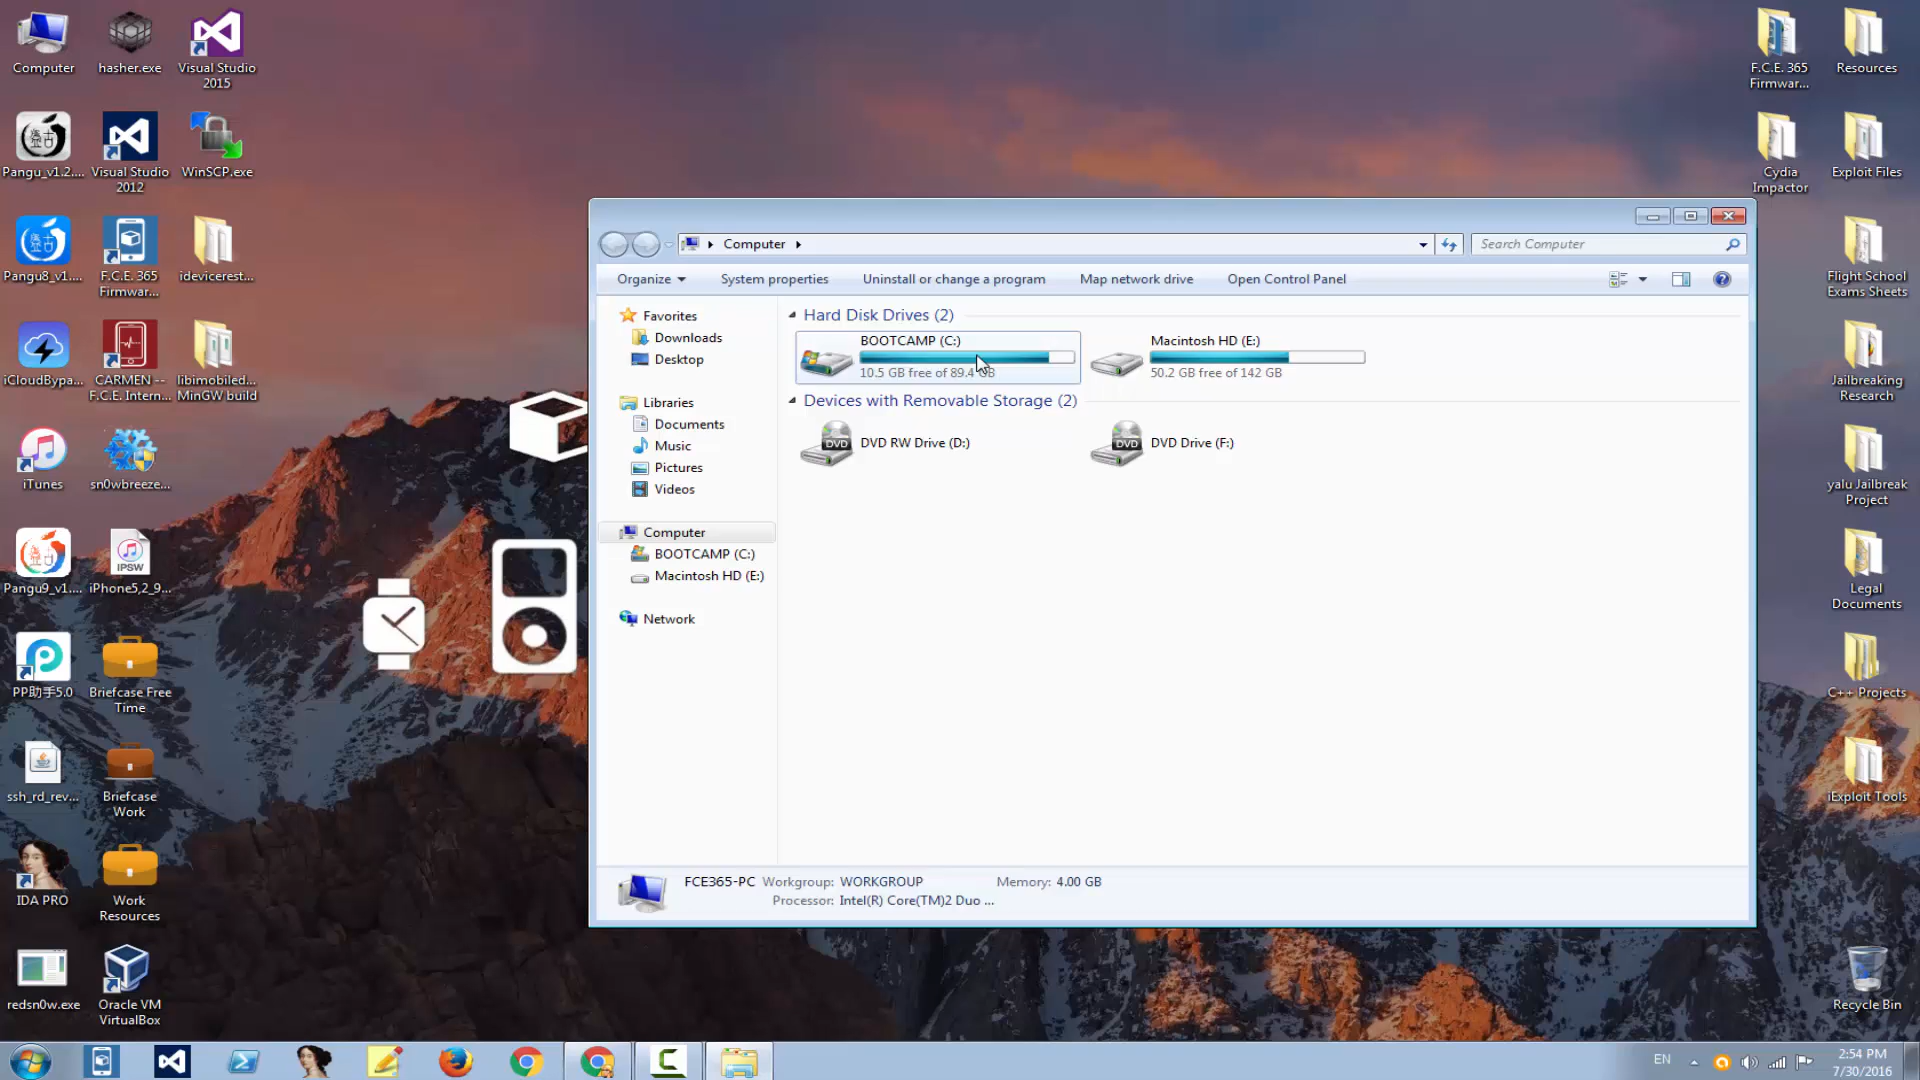 Computer
hasher.exe
Visual Studio
2015
Pangu_v1.2....
Visual Studio
2012
WinSCP.exe
Pangu8_v1....
F.C.E. 365
Firmwar...
idevicerest...
iCloudBypa...
CARMEN --
F.C.E. Intern...
libimobiled...
MinGW build
iTunes
sn0wbreeze...
Pangu9_v1....
IPSW
iPhone5,2_9...
PP助手5.0
Briefcase Free
Time
ssh_rd_rev...
Briefcase
Work
IDA PRO
Work
Resources
redsn0w.exe
Oracle VM
VirtualBox
Computer
Search Computer
Organize
System properties
Uninstall or change a program
Map network drive
Open Control Panel
Favorites
Downloads
Desktop
Libraries
Documents
Music
Pictures
Videos
Computer
BOOTCAMP (C:)
Macintosh HD (E:)
Network
Hard Disk Drives (2)
BOOTCAMP (C:)
10.5 GB free of 89.4 GB
Macintosh HD (E:)
50.2 GB free of 142 GB
Devices with Removable Storage (2)
DVD
DVD RW Drive (D:)
DVD
DVD Drive (F:)
FCE365-PC
Workgroup: WORKGROUP
Memory: 4.00 GB
Processor: Intel(R) Core(TM)2 Duo ...
F.C.E. 365
Firmwar...
Resources
Cydia
Impactor
Exploit Files
Flight School
Exams Sheets
Jailbreaking
Research
yalu Jailbreak
Project
Legal
Documents
C++ Projects
iExploit Tools
Recycle Bin
EN
2:54 PM
7/30/2016